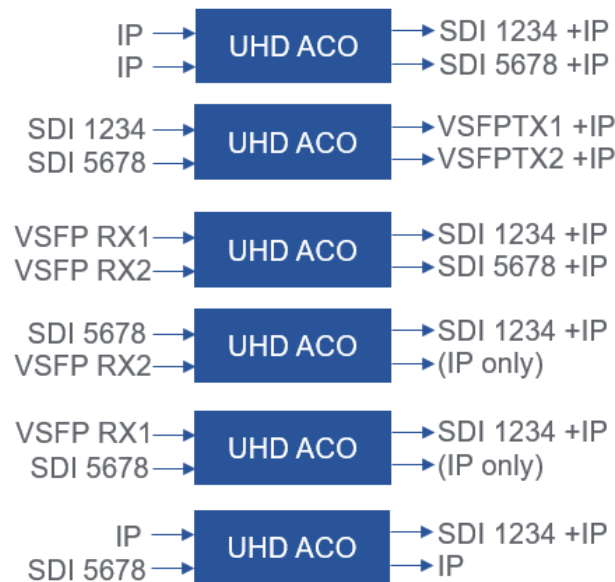 IP
IP
UHD ACO
SDI 1234 +IP
SDI 5678 +IP
SDI 1234
SDI 5678
UHD ACO
VSFPTX1 +IP
VSFPTX2 +IP
VSFP RX1
VSFP RX2
UHD ACO
SDI 1234 +IP
SDI 5678 +IP
SDI 5678
VSFP RX2
UHD ACO
SDI 1234 +IP
(IP only)
VSFP RX1
SDI 5678
UHD ACO
SDI 1234 +IP
(IP only)
IP
SDI 5678
UHD ACO
SDI 1234 +IP
IP